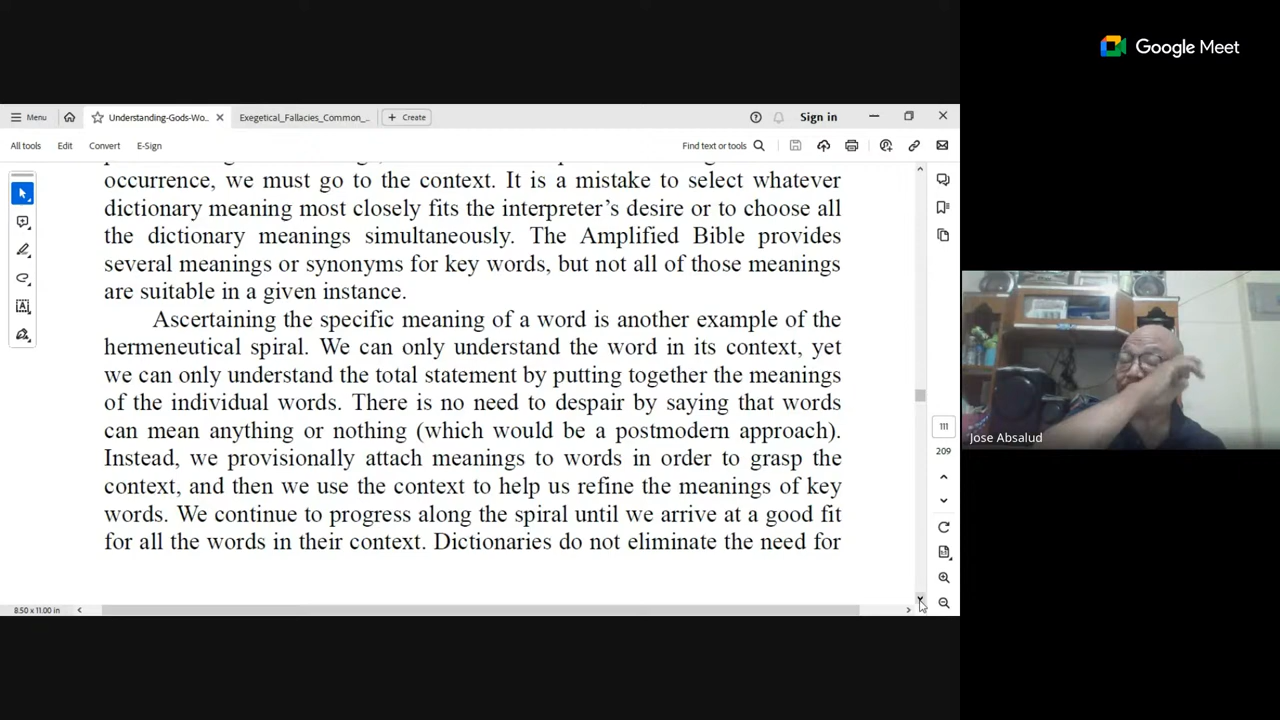 Google Meet
Menu
Understanding-Gods-Wo...
Exegetical_Fallacies_Common_...
Create
Sign in
All tools
Edit
Convert
E-Sign
Find text or tools
occurrence, we must go to the context. It is a mistake to select whatever
dictionary meaning most closely fits the interpreter's desire or to choose all
the dictionary meanings simultaneously. The Amplified Bible provides
several meanings or synonyms for key words, but not all of those meanings
are suitable in a given instance.
Ascertaining the specific meaning of a word is another example of the
hermeneutical spiral. We can only understand the word in its context, yet
we can only understand the total statement by putting together the meanings
of the individual words. There is no need to despair by saying that words
can mean anything or nothing (which would be a postmodern approach).
Instead, we provisionally attach meanings to words in order to grasp the
context, and then we use the context to help us refine the meanings of key
words. We continue to progress along the spiral until we arrive at a good fit
for all the words in their context. Dictionaries do not eliminate the need for
111
209
8.50 x 11.00 in
Jose Absalud